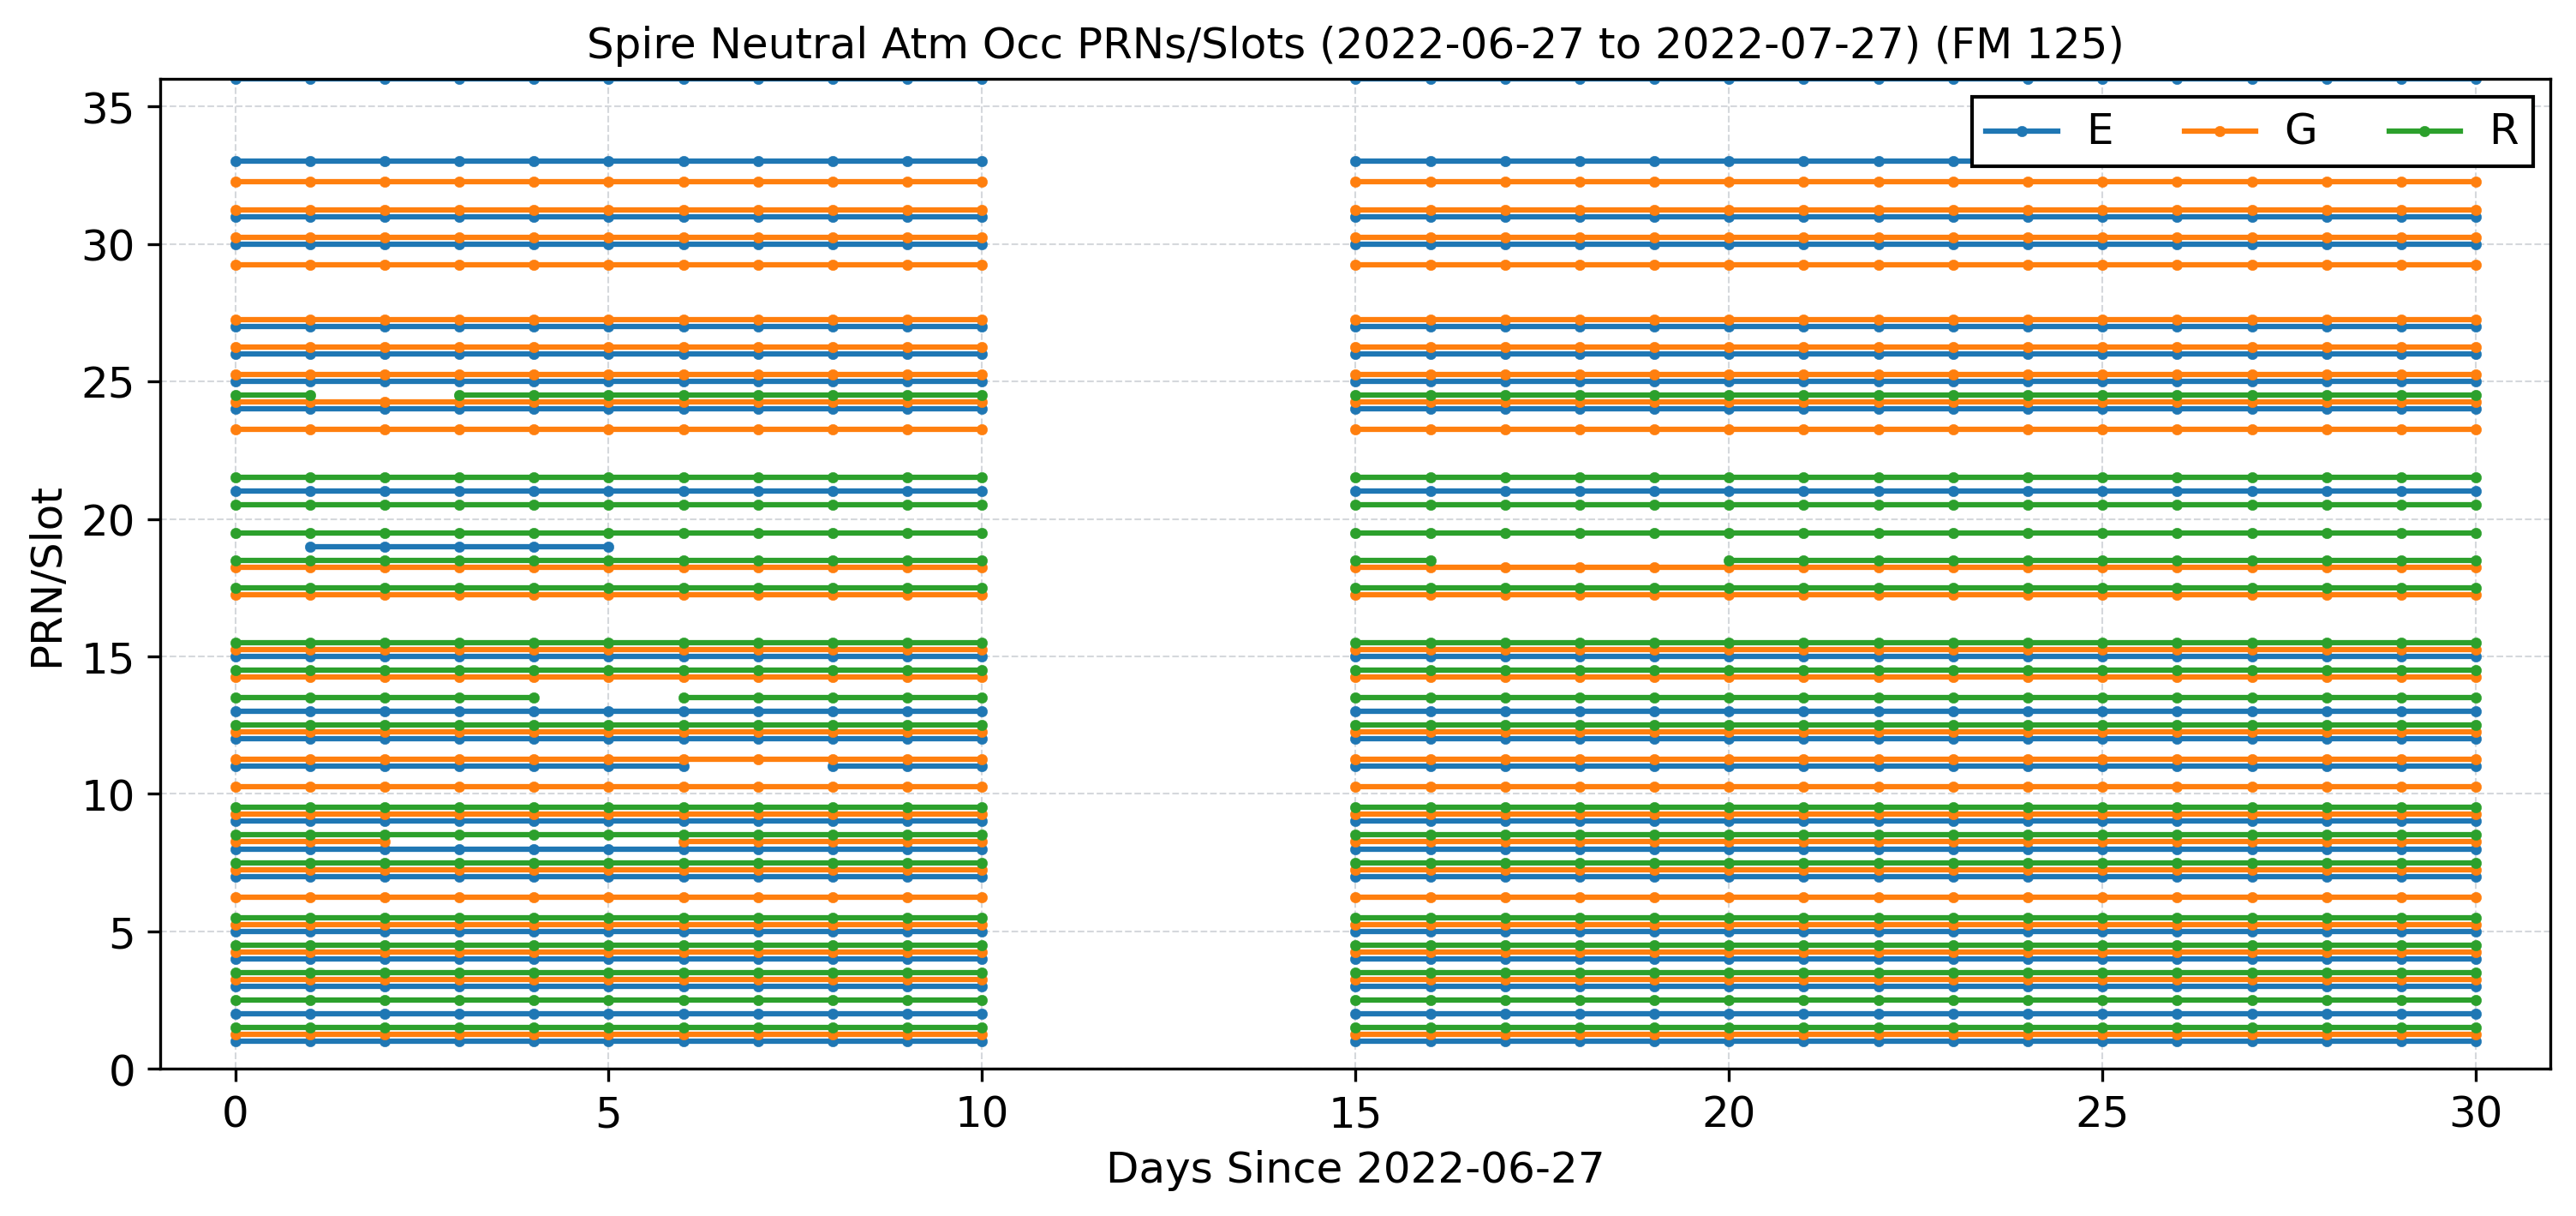 Spire Neutral Atm Occ PRNs/Slots (2022-06-27 to 2022-07-27) (FM 125)
E G R
PRN/Slot
35
30
25
20
15
10
5
0
0 5 10 15 20 25 30
Days Since 2022-06-27